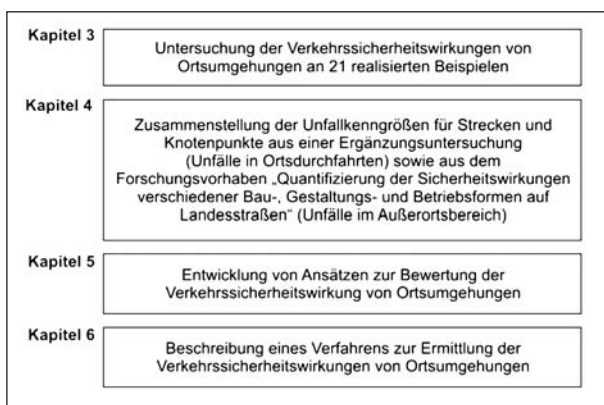 Kapitel 3
Untersuchung der Verkehrssicherheitswirkungen von
Ortsumgehungen an 21 realisierten Beispielen
Kapitel 4
Zusammenstellung der Unfallkenngrößen für Strecken und
Knotenpunkte aus einer Ergänzungsuntersuchung
(Unfälle in Ortsdurchfahrten) sowie aus dem
Forschungsvorhaben „Quantifizierung der Sicherheitswirkungen
verschiedener Bau-, Gestaltungs- und Betriebsformen auf
Landesstraßen“ (Unfälle im Außerortsbereich)
Kapitel 5
Entwicklung von Ansätzen zur Bewertung der
Verkehrssicherheitswirkung von Ortsumgehungen
Kapitel 6
Beschreibung eines Verfahrens zur Ermittlung der
Verkehrssicherheitswirkungen von Ortsumgehungen